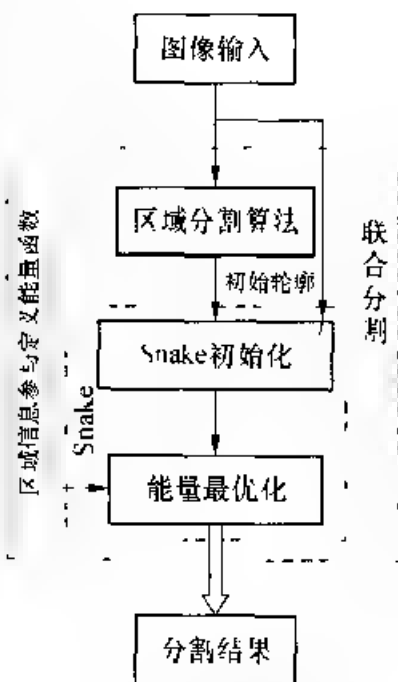 图像输入
区域分割算法
初始轮廓
Snake初始化
能量最优化
分割结果
区域信息参与定义能量函数
Snake
联合分割